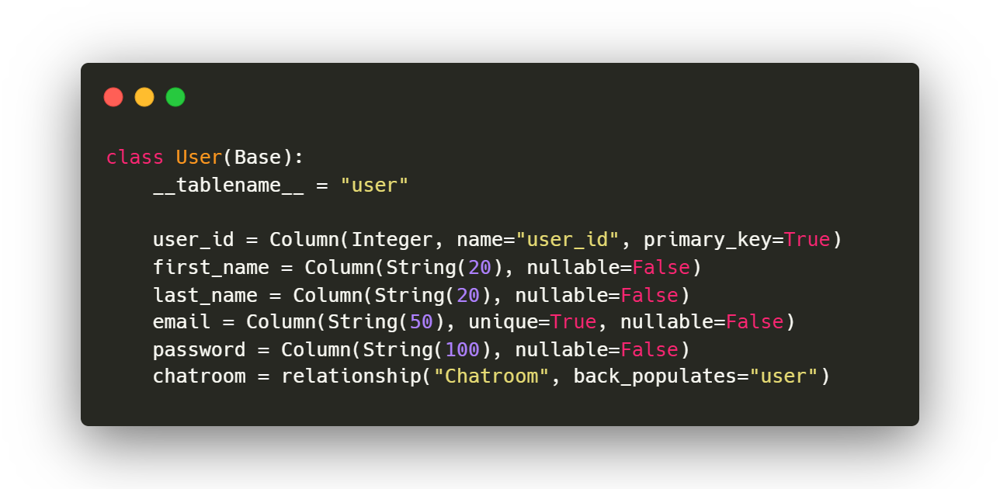 class User(Base):
    __tablename__ = "user"

    user_id = Column(Integer, name="user_id", primary_key=True)
    first_name = Column(String(20), nullable=False)
    last_name = Column(String(20), nullable=False)
    email = Column(String(50), unique=True, nullable=False)
    password = Column(String(100), nullable=False)
    chatroom = relationship("Chatroom", back_populates="user")